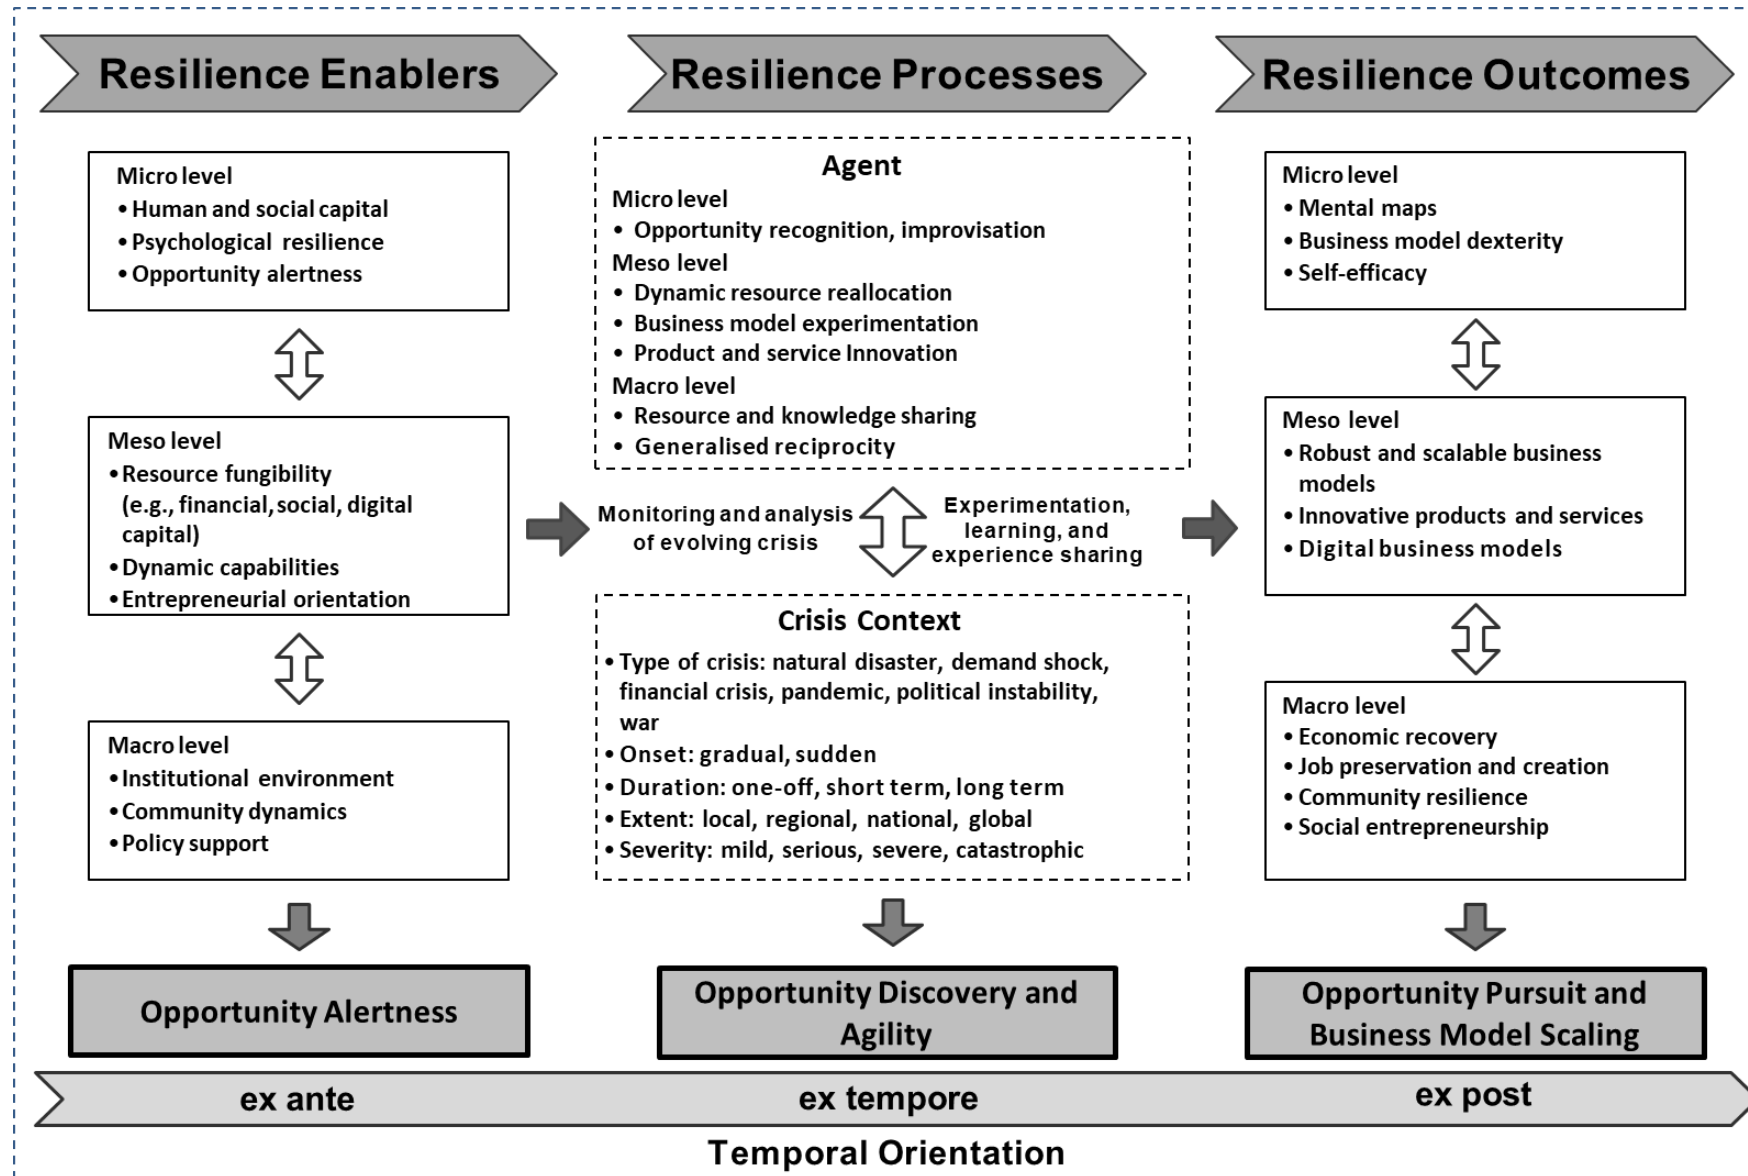 Resilience Enablers
Resilience Processes
Resilience Outcomes
Micro level
• Human and social capital
• Psychological resilience
• Opportunity alertness
Meso level
• Resource fungibility
(e.g., financial, social, digital
capital)
• Dynamic capabilities
• Entrepreneurial orientation
Macro level
• Institutional environment
• Community dynamics
• Policy support
Opportunity Alertness
Agent
Micro level
• Opportunity recognition, improvisation
Meso level
• Dynamic resource reallocation
• Business model experimentation
• Product and service Innovation
Macro level
• Resource and knowledge sharing
• Generalised reciprocity
Monitoring and analysis
of evolving crisis
Experimentation,
learning, and
experience sharing
Crisis Context
• Type of crisis: natural disaster, demand shock,
financial crisis, pandemic, political instability,
war
• Onset: gradual, sudden
• Duration: one-off, short term, long term
• Extent: local, regional, national, global
• Severity: mild, serious, severe, catastrophic
Opportunity Discovery and
Agility
Micro level
• Mental maps
• Business model dexterity
• Self-efficacy
Meso level
• Robust and scalable business
models
• Innovative products and services
• Digital business models
Macro level
• Economic recovery
• Job preservation and creation
• Community resilience
• Social entrepreneurship
Opportunity Pursuit and
Business Model Scaling
ex ante
ex tempore
ex post
Temporal Orientation